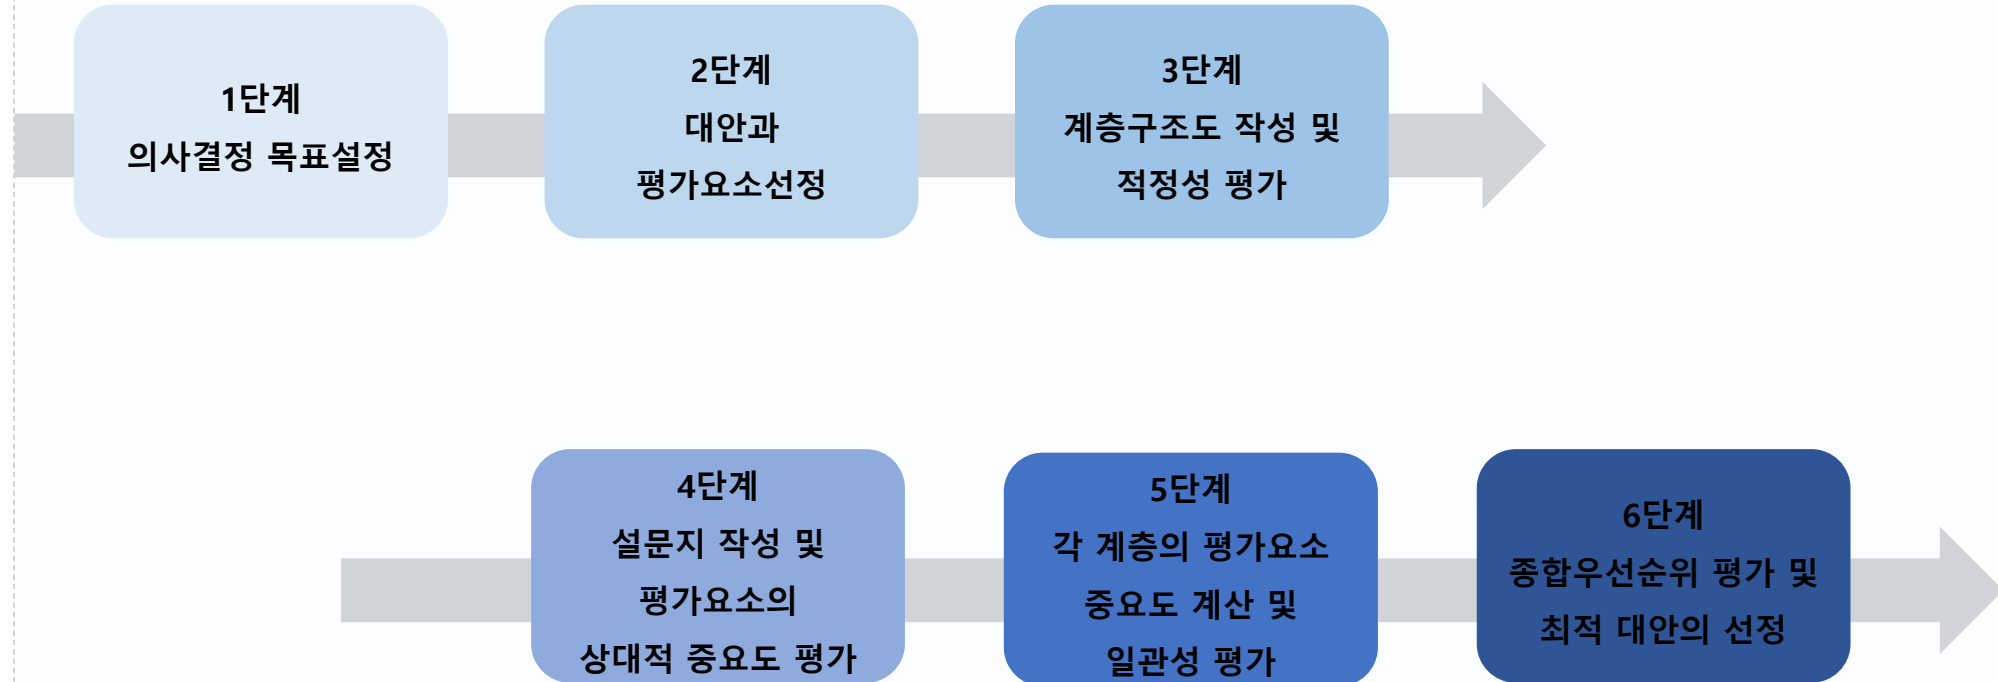 1단계
의사결정 목표설정
2단계
대안과
평가요소선정
3단계
계층구조도 작성 및
적정성 평가
4단계
설문지 작성 및
평가요소의
상대적 중요도 평가
5단계
각 계층의 평가요소
중요도 계산 및
일관성 평가
6단계
종합우선순위 평가 및
최적 대안의 선정